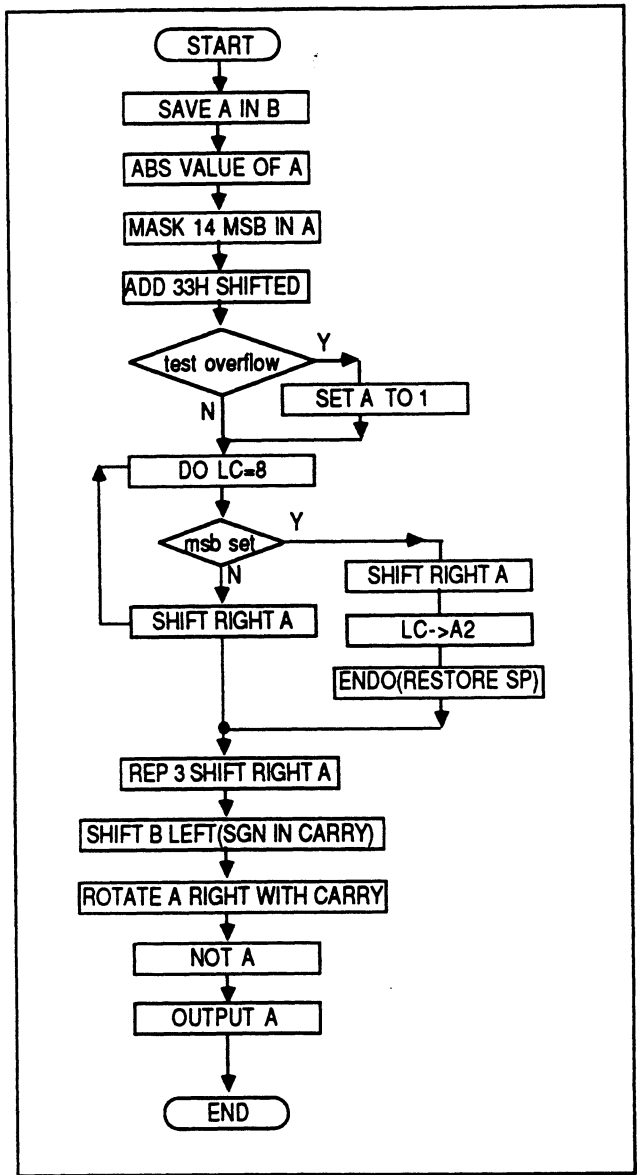 START
SAVE A IN B
ABS VALUE OF A
MASK 14 MSB IN A
ADD 33H SHIFTED
test overflow
Y
N
SET A TO 1
DO LC=8
msb set
Y
N
SHIFT RIGHT A
SHIFT RIGHT A
LC->A2
ENDO(RESTORE SP)
REP 3 SHIFT RIGHT A
SHIFT B LEFT(SGN IN CARRY)
ROTATE A RIGHT WITH CARRY
NOT A
OUTPUT A
END